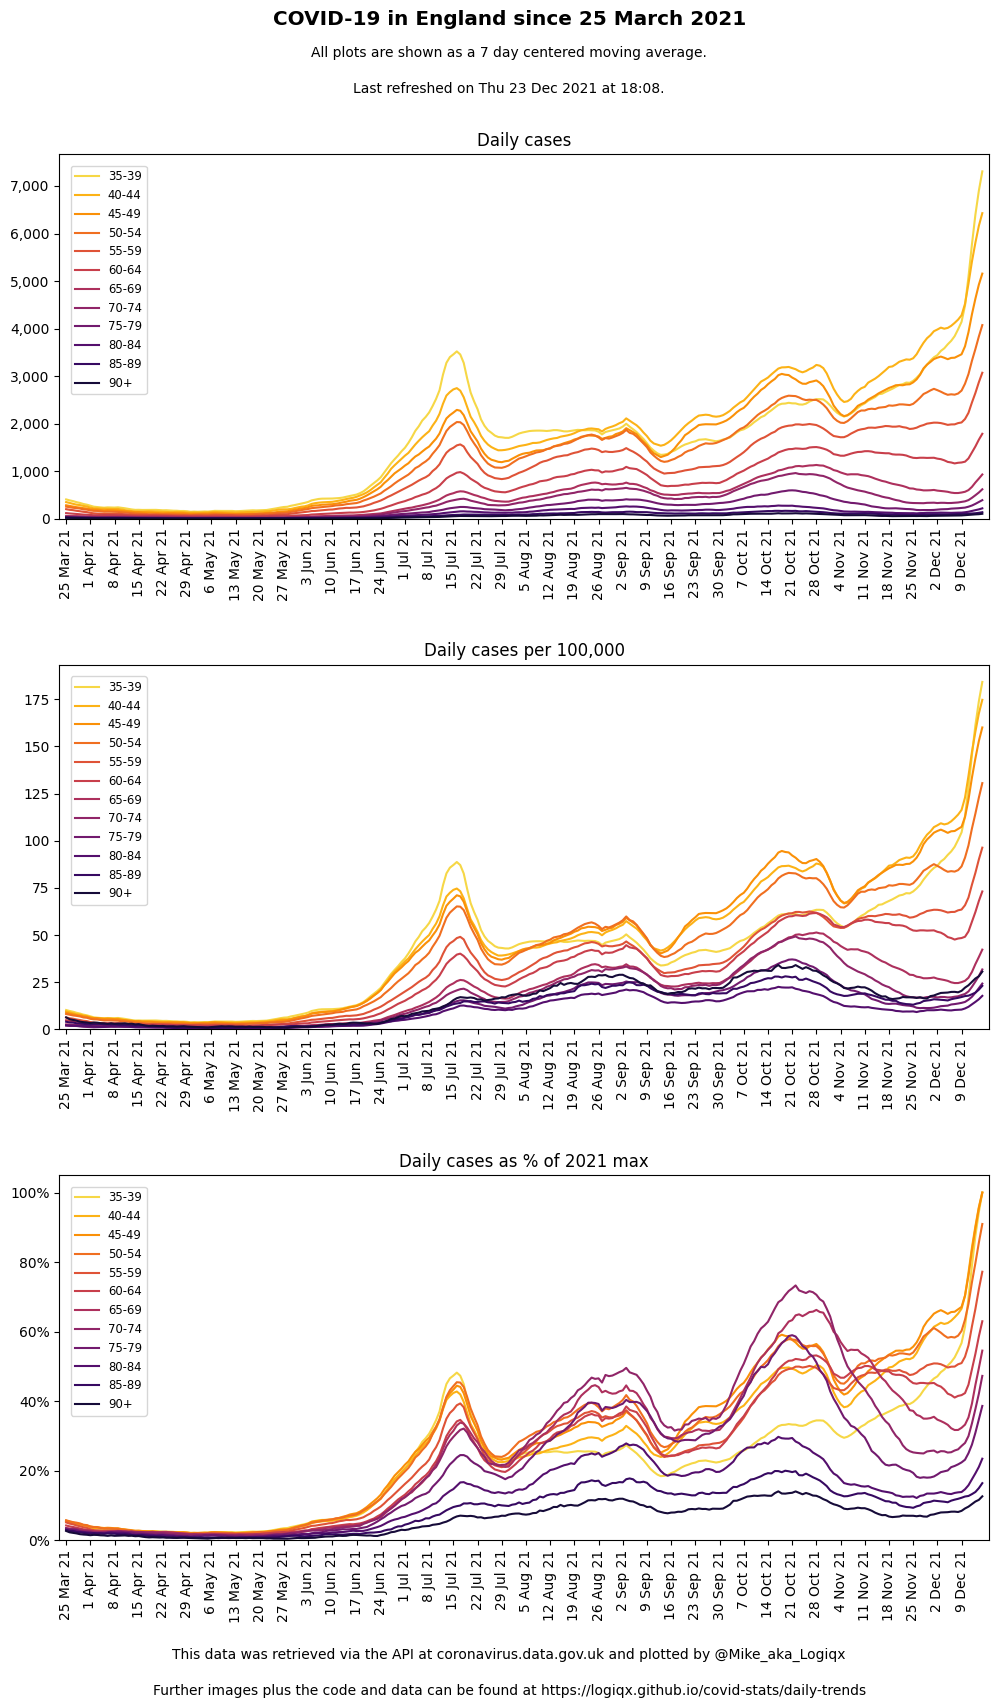 COVID-19 in England since 25 March 2021
All plots are shown as a 7 day centered moving average.
Last refreshed on Thu 23 Dec 2021 at 18:08.
Daily cases
7,000
6,000
5,000
4,000
3,000
2,000
1,000
0
35-39
40-44
45-49
50-54
55-59
60-64
65-69
70-74
75-79
80-84
85-89
90+
25 Mar 21
1 Apr 21
8 Apr 21
15 Apr 21
22 Apr 21
29 Apr 21
6 May 21
13 May 21
20 May 21
27 May 21
3 Jun 21
10 Jun 21
17 Jun 21
24 Jun 21
1 Jul 21
8 Jul 21
15 Jul 21
22 Jul 21
29 Jul 21
5 Aug 21
12 Aug 21
19 Aug 21
26 Aug 21
2 Sep 21
9 Sep 21
16 Sep 21
23 Sep 21
30 Sep 21
7 Oct 21
14 Oct 21
21 Oct 21
28 Oct 21
4 Nov 21
11 Nov 21
18 Nov 21
25 Nov 21
2 Dec 21
9 Dec 21
Daily cases per 100,000
175
150
125
100
75
50
25
0
35-39
40-44
45-49
50-54
55-59
60-64
65-69
70-74
75-79
80-84
85-89
90+
25 Mar 21
1 Apr 21
8 Apr 21
15 Apr 21
22 Apr 21
29 Apr 21
6 May 21
13 May 21
20 May 21
27 May 21
3 Jun 21
10 Jun 21
17 Jun 21
24 Jun 21
1 Jul 21
8 Jul 21
15 Jul 21
22 Jul 21
29 Jul 21
5 Aug 21
12 Aug 21
19 Aug 21
26 Aug 21
2 Sep 21
9 Sep 21
16 Sep 21
23 Sep 21
30 Sep 21
7 Oct 21
14 Oct 21
21 Oct 21
28 Oct 21
4 Nov 21
11 Nov 21
18 Nov 21
25 Nov 21
2 Dec 21
9 Dec 21
Daily cases as % of 2021 max
100%
80%
60%
40%
20%
0%
35-39
40-44
45-49
50-54
55-59
60-64
65-69
70-74
75-79
80-84
85-89
90+
25 Mar 21
1 Apr 21
8 Apr 21
15 Apr 21
22 Apr 21
29 Apr 21
6 May 21
13 May 21
20 May 21
27 May 21
3 Jun 21
10 Jun 21
17 Jun 21
24 Jun 21
1 Jul 21
8 Jul 21
15 Jul 21
22 Jul 21
29 Jul 21
5 Aug 21
12 Aug 21
19 Aug 21
26 Aug 21
2 Sep 21
9 Sep 21
16 Sep 21
23 Sep 21
30 Sep 21
7 Oct 21
14 Oct 21
21 Oct 21
28 Oct 21
4 Nov 21
11 Nov 21
18 Nov 21
25 Nov 21
2 Dec 21
9 Dec 21
This data was retrieved via the API at coronavirus.data.gov.uk and plotted by @Mike_aka_Logiqx
Further images plus the code and data can be found at https://logiqx.github.io/covid-stats/daily-trends